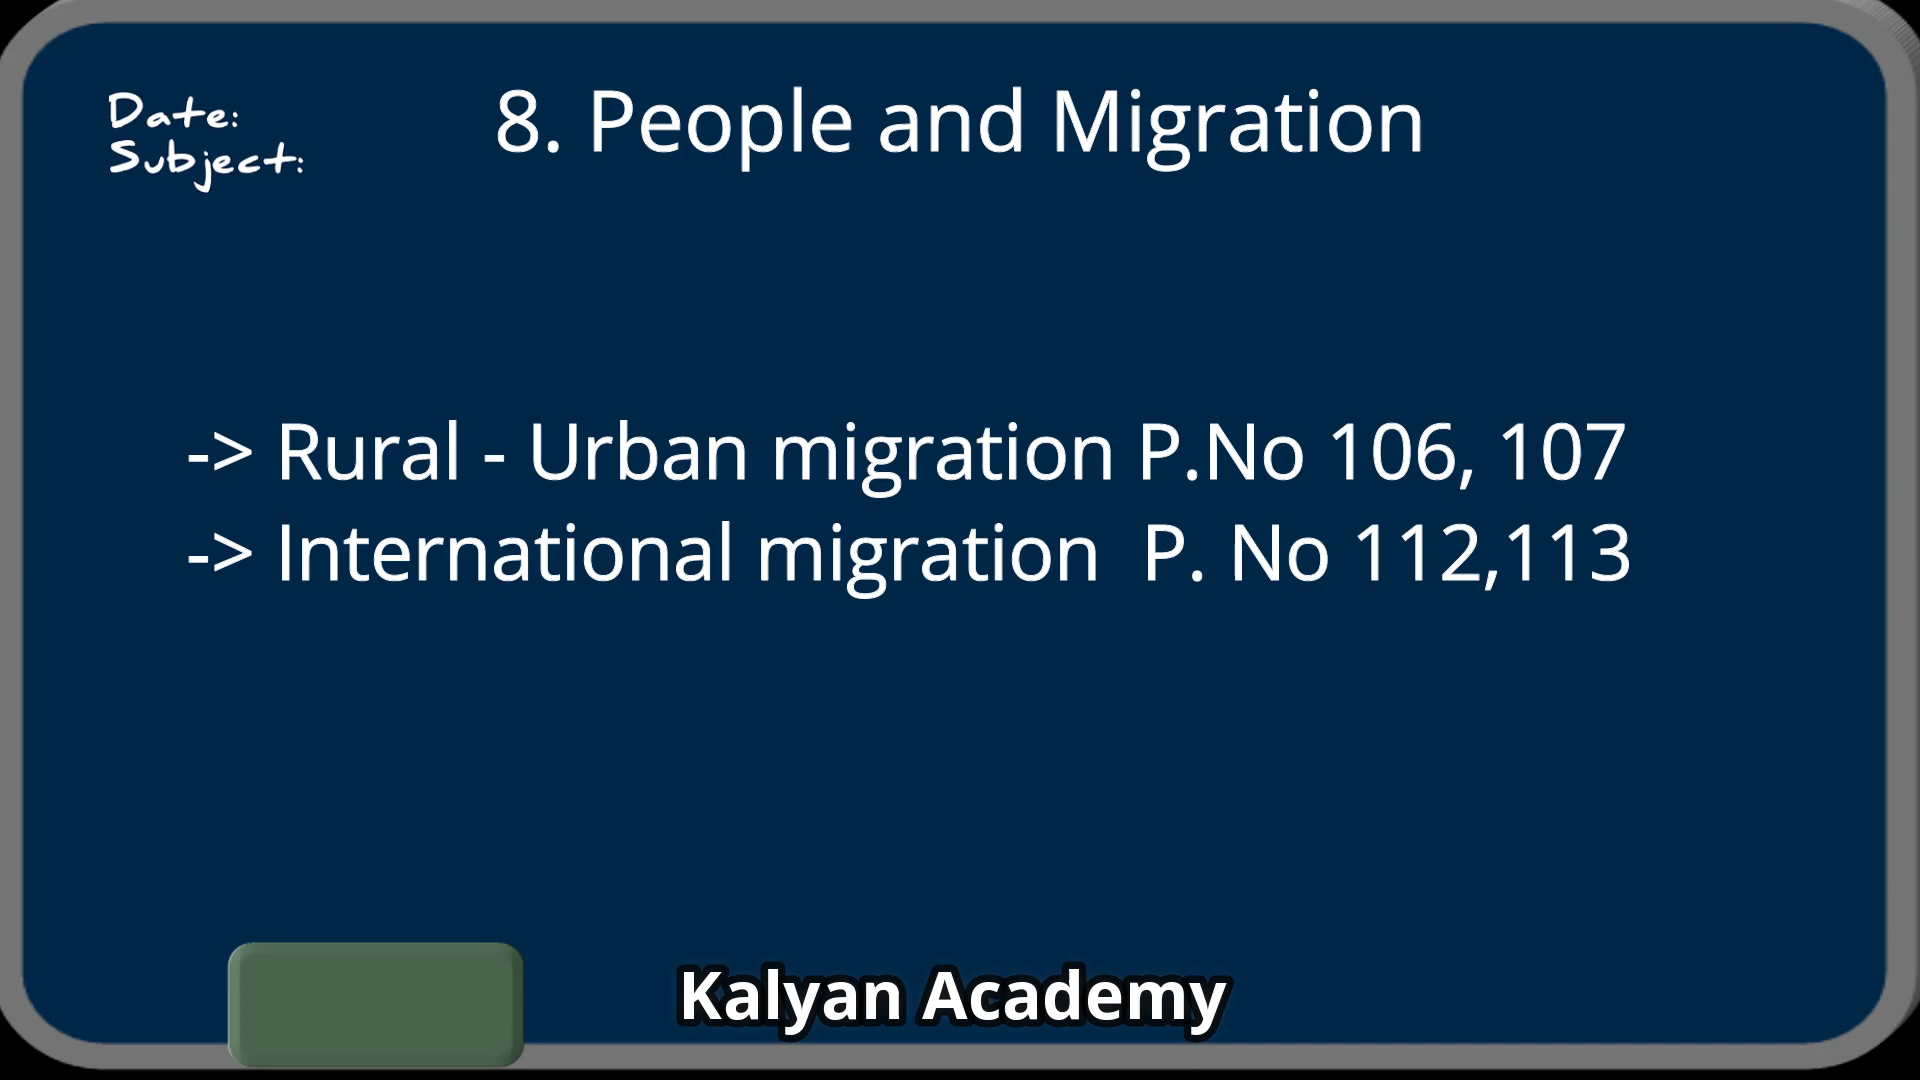 Date:
Subject:
8. People and Migration
-> Rural - Urban migration P.No 106, 107
-> International migration  P. No 112,113
Kalyan Academy